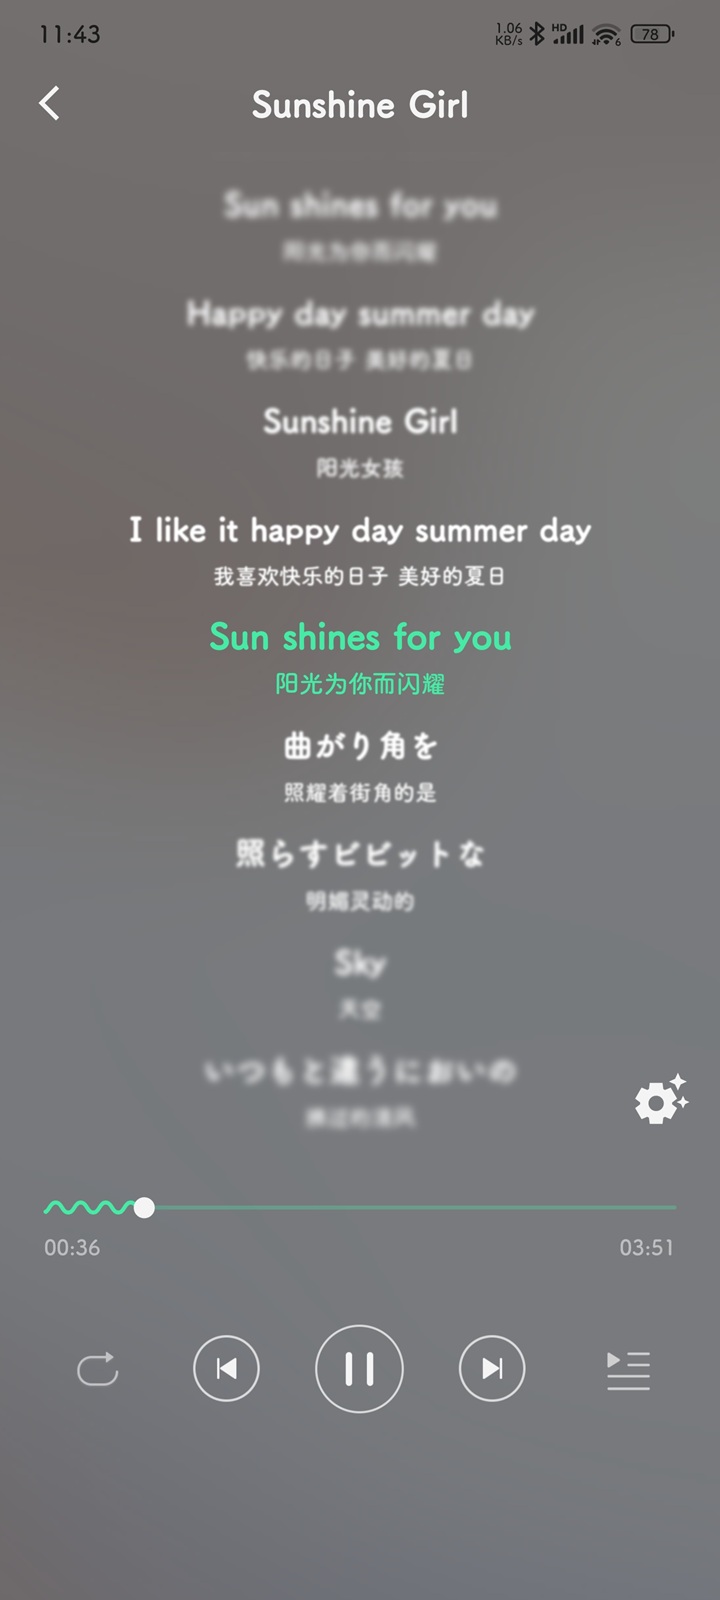 11:43
1.06 KB/s HD 6 78
Sunshine Girl
Sun shines for you
阳光为你而闪耀
Happy day summer day
快乐的日子 美好的夏日
Sunshine Girl
阳光女孩
I like it happy day summer day
我喜欢快乐的日子 美好的夏日
Sun shines for you
阳光为你而闪耀
曲がり角を
照耀着街角的是
照らすビビットな
明媚灵动的
Sky
天空
いつもと違うにおいの
00:36
03:51